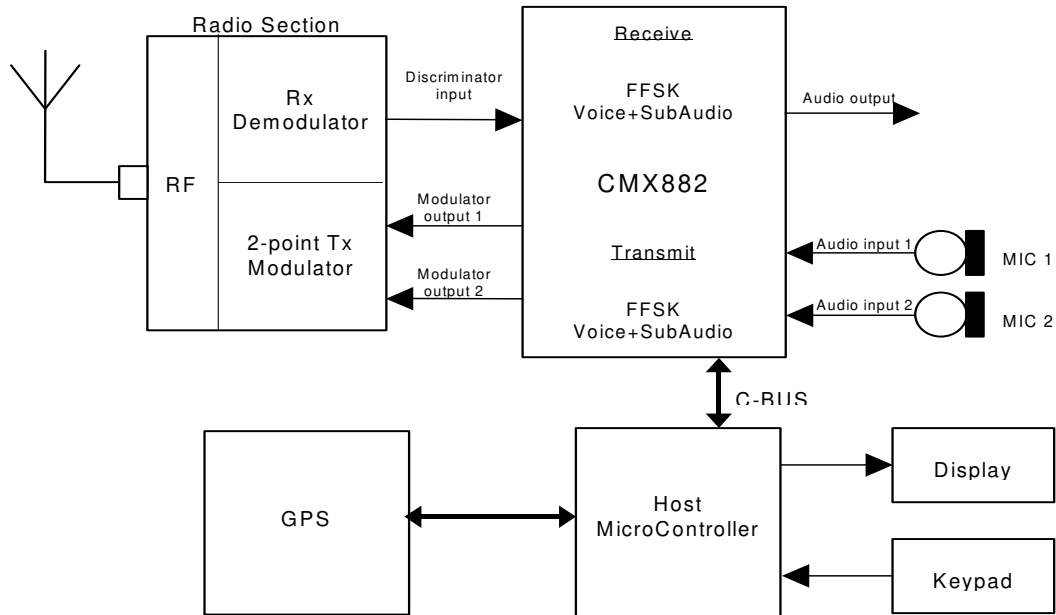 Radio Section
RF
Rx
Demodulator
2-point Tx
Modulator
Discriminator
input
Modulator
output 1
Modulator
output 2
Receive
FFSK
Voice+SubAudio
CMX882
Transmit
FFSK
Voice+SubAudio
Audio output
Audio input 1
MIC 1
Audio input 2
MIC 2
C-BUS
GPS
Host
MicroController
Display
Keypad